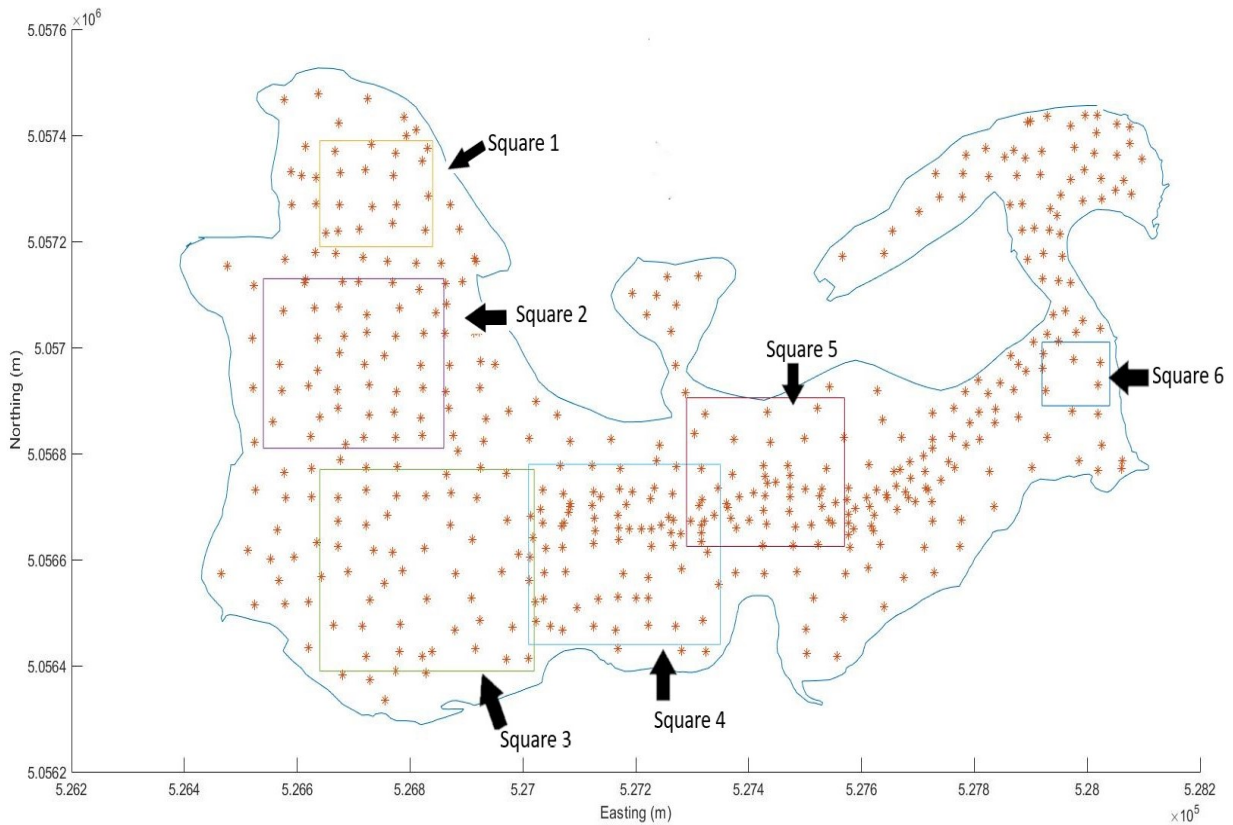 ×10⁶
5.0576
5.0574
Square 1
5.0572
Square 2
5.057
Square 5
Square 6
Northing (m)
5.0568
5.0566
5.0564
Square 4
Square 3
5.0562
5.262 5.264 5.266 5.268 5.27 5.272 5.274 5.276 5.278 5.28 5.282
Easting (m)
×10⁵